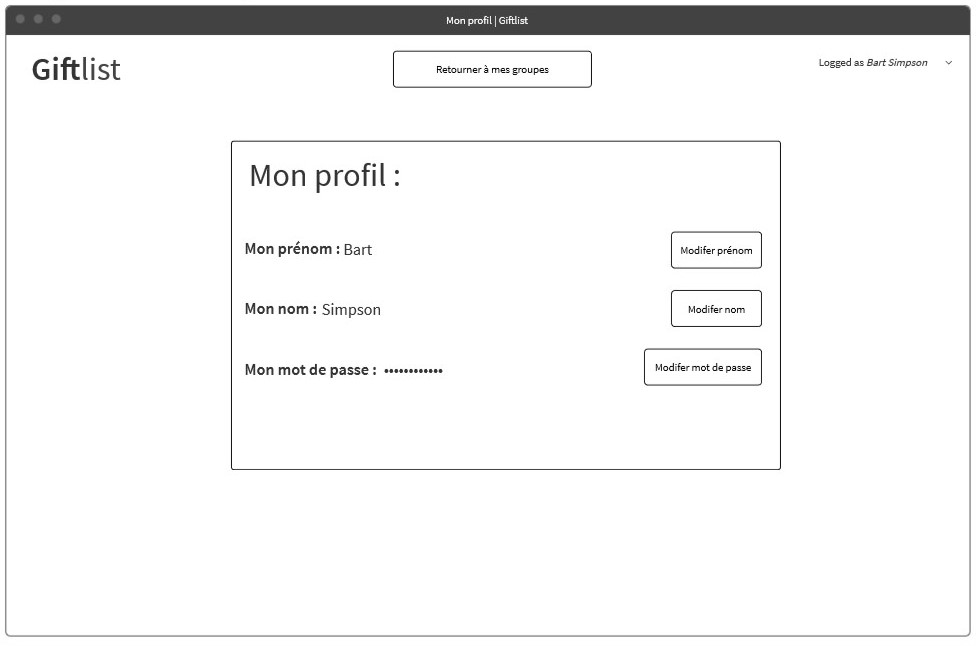 Mon profil | Giftlist
Giftlist
Retourner à mes groupes
Logged as Bart Simpson
Mon profil :
Mon prénom : Bart
Modifer prénom
Mon nom : Simpson
Modifer nom
Mon mot de passe : ••••••••••••
Modifer mot de passe